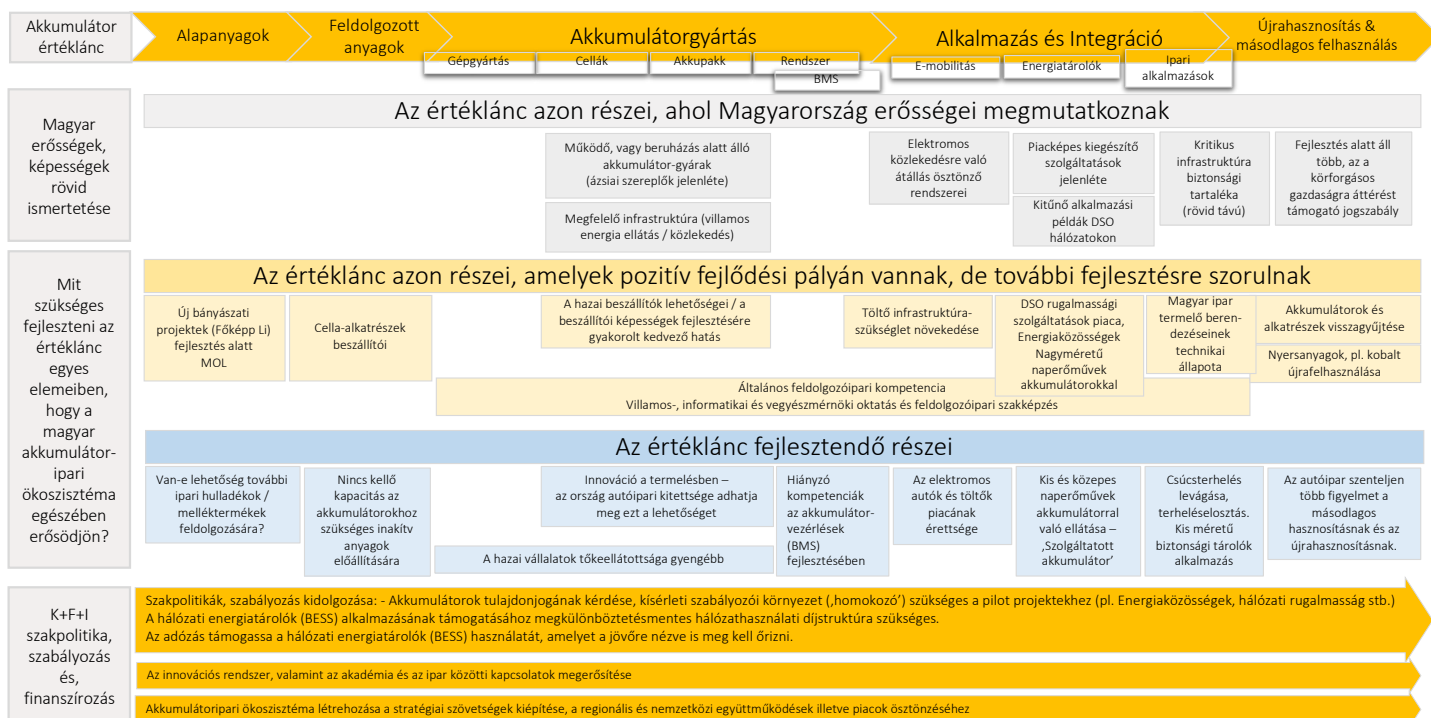 Akkumulátor
értéklánc
Alapanyagok
Feldolgozott
anyagok
Akkumulátorgyártás
Alkalmazás és Integráció
Újrahasznosítás &
másodlagos felhasználás
Gépgyártás
Cellák
Akkupakk
Rendszer
BMS
E-mobilitás
Energiatárolók
Ipari
alkalmazások
Magyar
erősségek,
képességek
rövid
ismertetése
Az értéklánc azon részei, ahol Magyarország erősségei megmutatkoznak
Működő, vagy beruházás alatt álló
akkumulátor-gyárak
(ázsiai szereplők jelenléte)
Megfelelő infrastruktúra (villamos
energia ellátás / közlekedés)
Elektromos
közlekedésre való
átállás ösztönző
rendszerei
Piacképes kiegészítő
szolgáltatások
jelenléte
Kitűnő alkalmazási
példák DSO
hálózatokon
Kritikus
infrastruktúra
biztonsági
tartaléka
(rövid távú)
Fejlesztés alatt áll
több, az a
körforgásos
gazdaságra áttérést
támogató jogszabály
Mit
szükséges
fejleszteni az
értéklánc
egyes
elemeiben,
hogy a
magyar
akkumulátor-
ipari
ökoszisztéma
egészében
erősödjön?
Az értéklánc azon részei, amelyek pozitív fejlődési pályán vannak, de további fejlesztésre szorulnak
Új bányászati
projektek (Főképp Li)
fejlesztés alatt
MOL
Cella-alkatrészek
beszállítói
A hazai beszállítók lehetőségei / a
beszállítói képességek fejlesztésére
gyakorolt kedvező hatás
Töltő infrastruktúra-
szükséglet növekedése
DSO rugalmassági
szolgáltatások piaca,
Energiaközösségek
Nagyméretű
naperőművek
akkumulátorokkal
Magyar ipar
termelő beren-
dezéseinek
technikai
állapota
Akkumulátorok és
alkatrészek visszagyűjtése
Nyersanyagok, pl. kobalt
újrafelhasználása
Általános feldolgozóipari kompetencia
Villamos-, informatikai és vegyészmérnöki oktatás és feldolgozóipari szakképzés
Az értéklánc fejlesztendő részei
Van-e lehetőség további
ipari hulladékok /
melléktermékek
feldolgozására?
Nincs kellő
kapacitás az
akkumulátorokhoz
szükséges inakítv
anyagok
előállítására
Innováció a termelésben –
az ország autóipari kitettsége adhatja
meg ezt a lehetőséget
A hazai vállalatok tőkeellátottsága gyengébb
Hiányzó
kompetenciák
az akkumulátor-
vezérlések
(BMS)
fejlesztésében
Az elektromos
autók és töltők
piacának
érettsége
Kis és közepes
naperőművek
akkumulátorral
való ellátása –
‚Szolgáltatott
akkumulátor’
Csúcsterhelés
levágása,
terheléselosztás.
Kis méretű
biztonsági tárolók
alkalmazás
Az autóipar szenteljen
több figyelmet a
másodlagos
hasznosításnak és az
újrahasznosításnak.
K+F+I
szakpolitika,
szabályozás
és,
finanszírozás
Szakpolitikák, szabályozás kidolgozása: - Akkumulátorok tulajdonjogának kérdése, kísérleti szabályozói környezet (‚homokozó’) szükséges a pilot projektekhez (pl. Energiaközösségek, hálózati rugalmasság stb.)
A hálózati energiatárolók (BESS) alkalmazásának támogatásához megkülönböztetésmentes hálózathasználati díjstruktúra szükséges.
Az adózás támogassa a hálózati energiatárolók (BESS) használatát, amelyet a jövőre nézve is meg kell őrizni.
Az innovációs rendszer, valamint az akadémia és az ipar közötti kapcsolatok megerősítése
Akkumulátoripari ökoszisztéma létrehozása a stratégiai szövetségek kiépítése, a regionális és nemzetközi együttműködések illetve piacok ösztönzéséhez